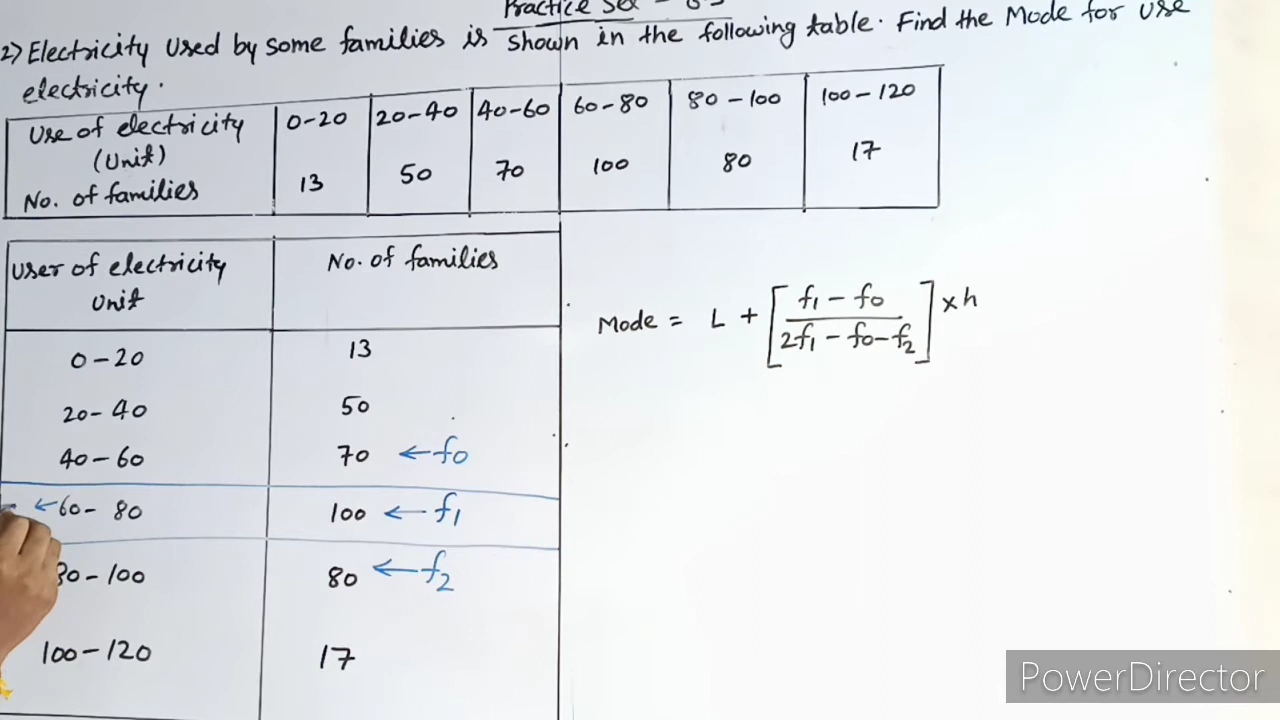 Practice Set
2) Electricity used by some families is shown in the following table. Find the Mode for use
electricity.
Use of electricity (Unit) 0-20 20-40 40-60 60-80 80-100 100-120
No. of families 13 50 70 100 80 17
User of electricity Unit No. of families
0-20 13
20-40 50
40-60 70 ←f0
←60-80 100 ←f1
80-100 80 ←f2
100-120 17
Mode = L + [f1 - f0 / 2f1 - f0 - f2] × h
PowerDirector